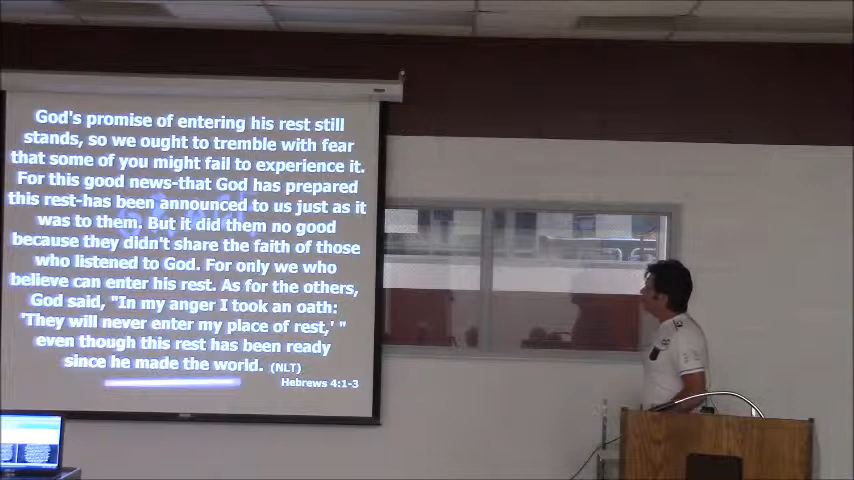 God's promise of entering his rest still
stands, so we ought to tremble with fear
that some of you might fail to experience it.
For this good news-that God has prepared
this rest-has been announced to us just as it
was to them. But it did them no good
because they didn't share the faith of those
who listened to God. For only we who
believe can enter his rest. As for the others,
God said, "In my anger I took an oath:
'They will never enter my place of rest,' "
even though this rest has been ready
since he made the world. (NLT)
Hebrews 4:1-3